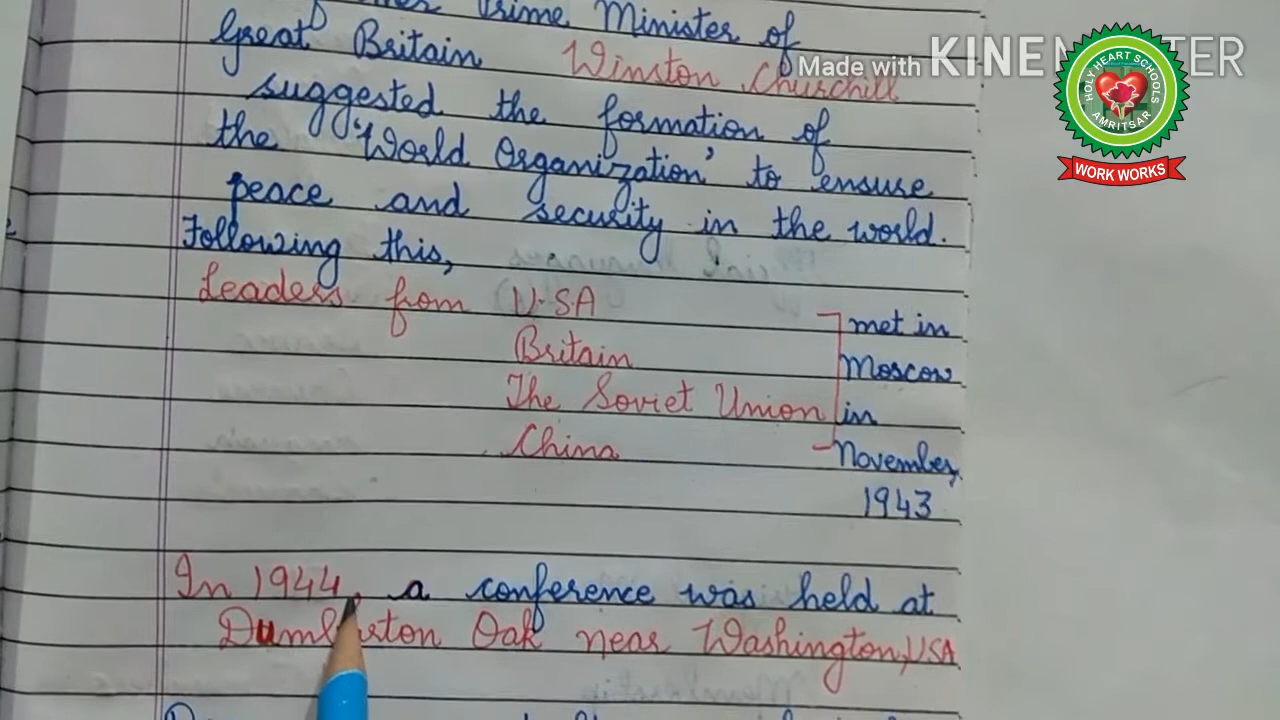 Prime Minister of
Great Britain Winston Churchill
suggested the formation of
the 'World Organization' to ensure
peace and security in the world.
Following this,
Leaders from U.S.A
Britain
The Soviet Union
China
met in
Moscow
in
November,
1943
In 1944, a conference was held at
Oak near Washington, USA
Made with KINEMASTER
HOLY HEART SCHOOLS
AMRITSAR
WORK WORKS